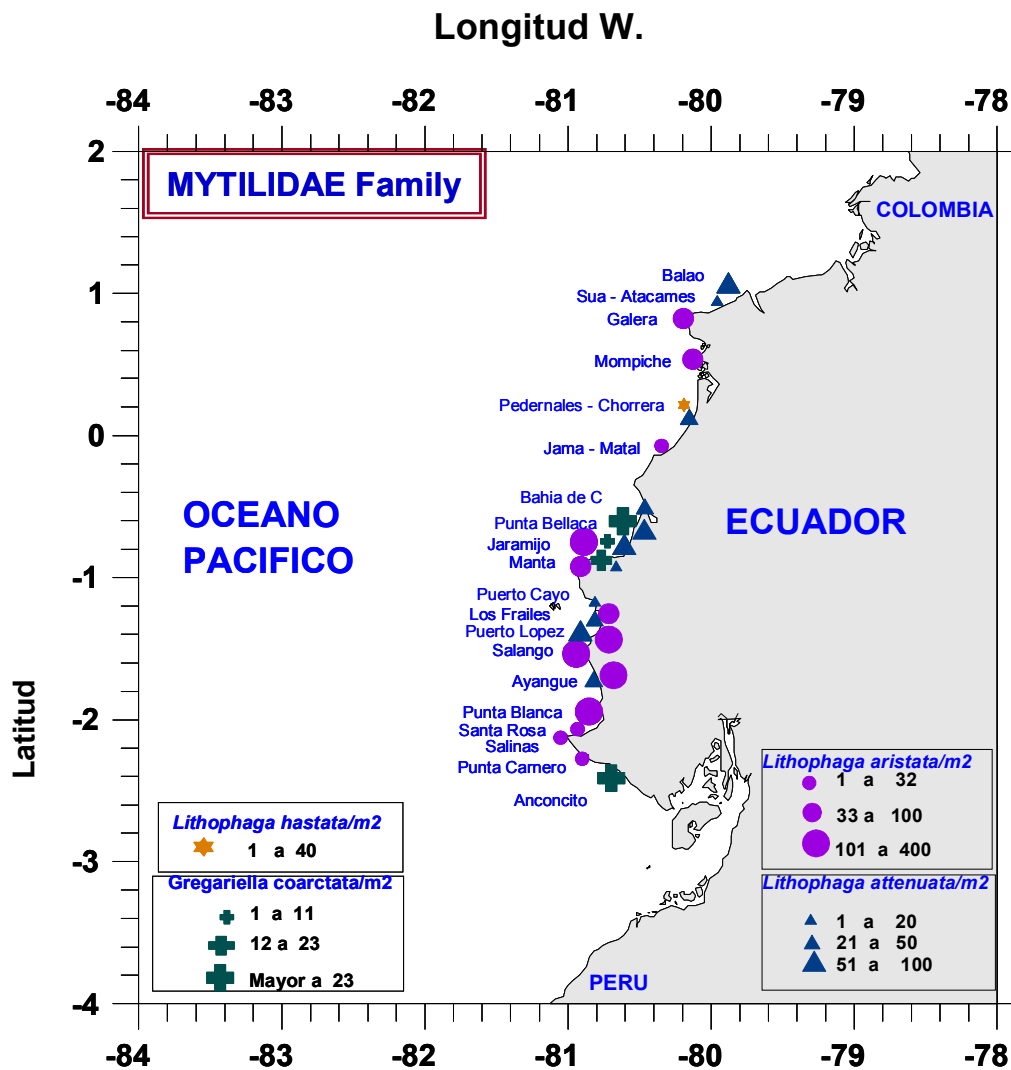 Longitud W.
-84 -83 -82 -81 -80 -79 -78
2
MYTILIDAE Family
COLOMBIA
1
Balao
Sua - Atacames
Galera
Mompiche
Pedernales - Chorrera
0
Jama - Matal
Bahia de C
OCEANO
PACIFICO
ECUADOR
Punta Bellaca
Jaramijo
Manta
-1
Puerto Cayo
Los Frailes
Puerto Lopez
Salango
Ayangue
Latitud
-2
Punta Blanca
Santa Rosa
Salinas
Punta Carnero
Anconcito
Lithophaga aristata/m2
1 a 32
33 a 100
101 a 400
Lithophaga hastata/m2
1 a 40
-3
Gregariella coarctata/m2
1 a 11
12 a 23
Mayor a 23
Lithophaga attenuata/m2
1 a 20
21 a 50
51 a 100
PERU
-4
-84 -83 -82 -81 -80 -79 -78